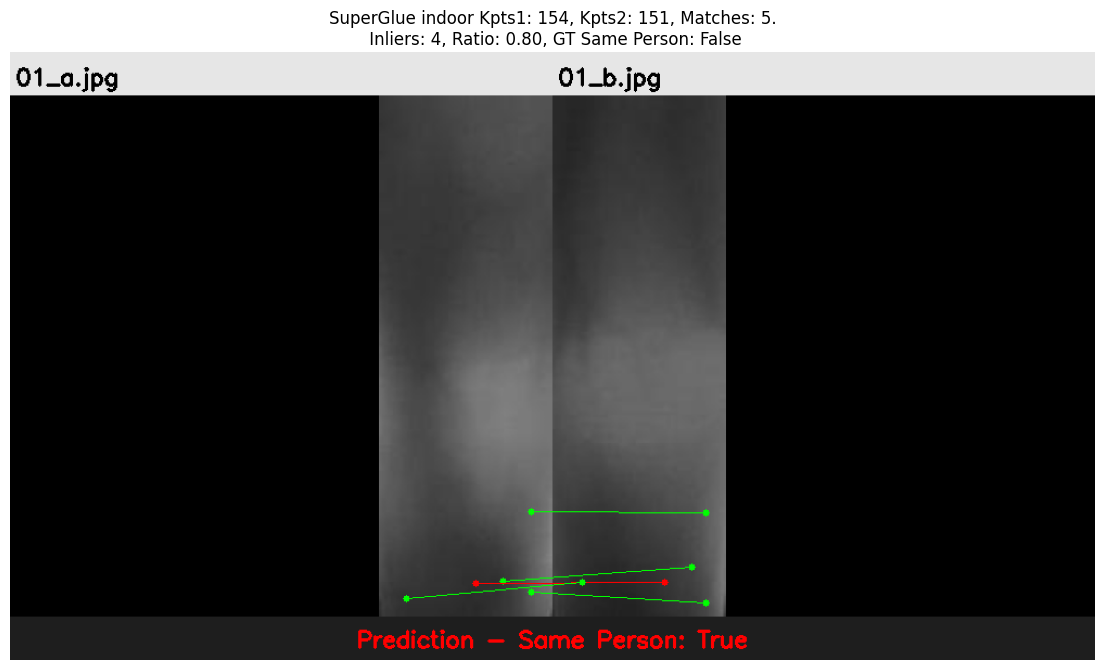 SuperGlue indoor Kpts1: 154, Kpts2: 151, Matches: 5.
Inliers: 4, Ratio: 0.80, GT Same Person: False
01_a.jpg
01_b.jpg
Prediction - Same Person: True